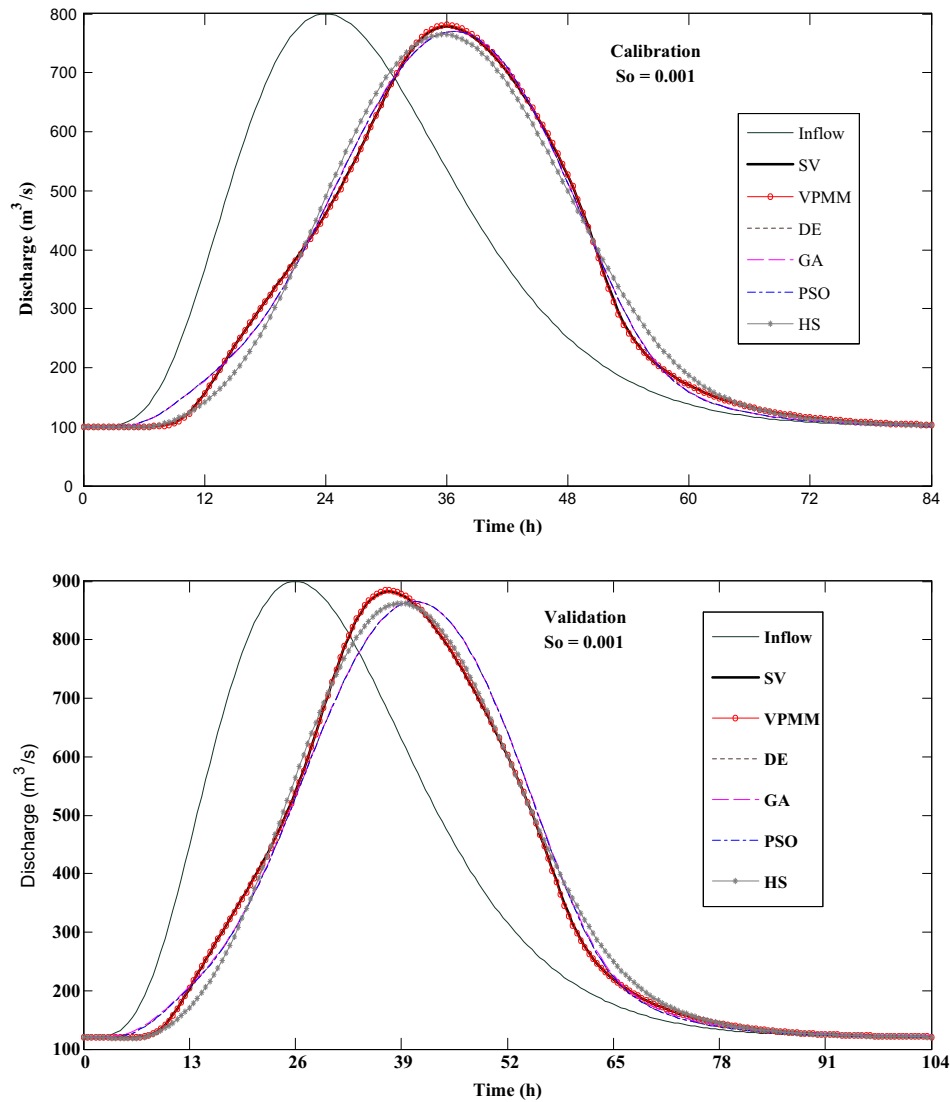 800
700
600
500
400
300
200
100
0
Discharge (m³/s)
Calibration
So = 0.001
Inflow
SV
VPMM
DE
GA
PSO
HS
0 12 24 36 48 60 72 84
Time (h)
900
800
700
600
500
400
300
200
100
Discharge (m³/s)
Validation
So = 0.001
Inflow
SV
VPMM
DE
GA
PSO
HS
0 13 26 39 52 65 78 91 104
Time (h)